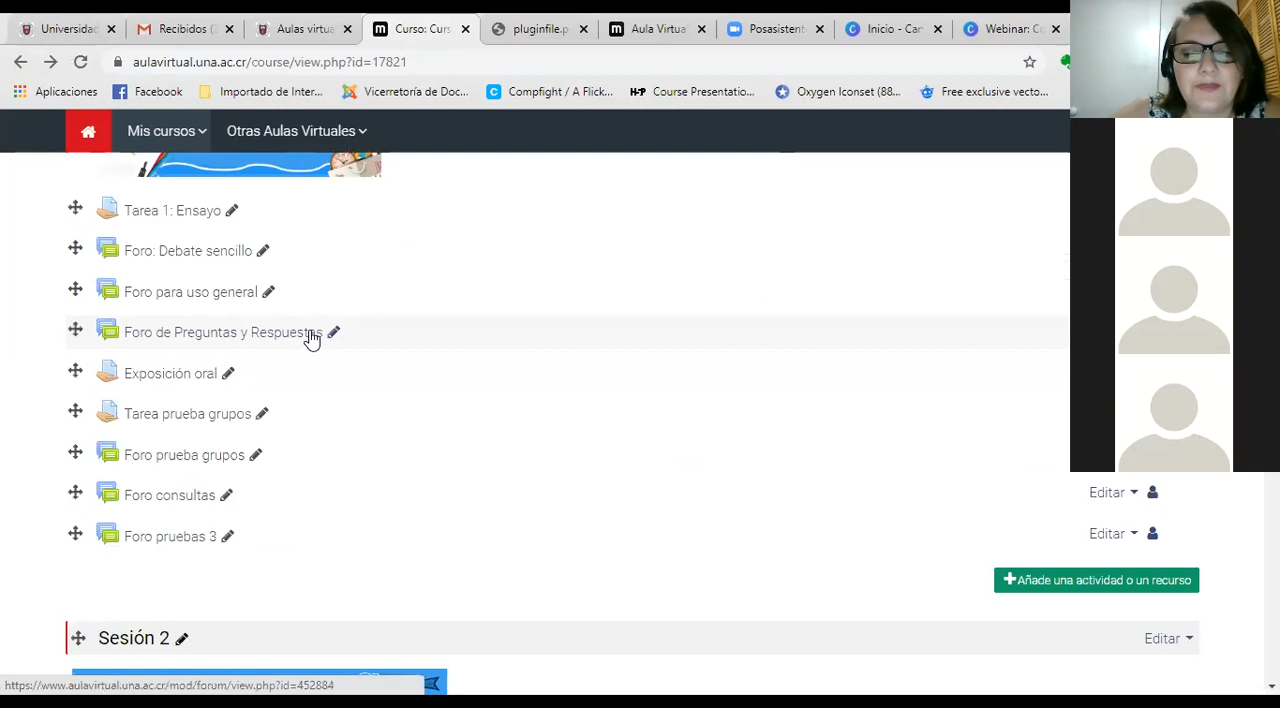 Universidad
Recibidos (3
Aulas virtua
Curso: Curs
pluginfile.p
Aula Virtua
Posasistent
Inicio - Can
Webinar: Co
aulavirtual.una.ac.cr/course/view.php?id=17821
Aplicaciones
Facebook
Importado de Inter...
Vicerretoría de Doc...
Compfight / A Flick...
H-P
Course Presentatio...
Oxygen Iconset (88...
Free exclusive vecto...
Mis cursos
Otras Aulas Virtuales
Tarea 1: Ensayo
Foro: Debate sencillo
Foro para uso general
Foro de Preguntas y Respuestas
Exposición oral
Tarea prueba grupos
Foro prueba grupos
Foro consultas
Editar
Foro pruebas 3
Editar
Añade una actividad o un recurso
Sesión 2
Editar
https://www.aulavirtual.una.ac.cr/mod/forum/view.php?id=452884